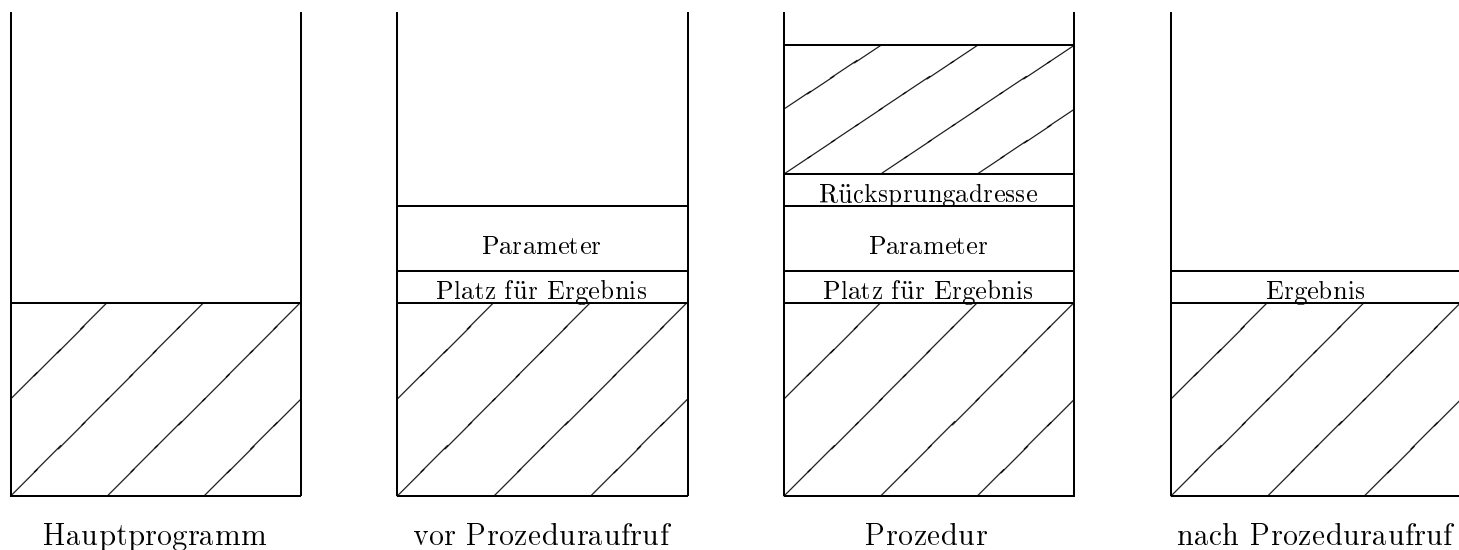 Rücksprungadresse
Parameter
Parameter
Platz für Ergebnis
Platz für Ergebnis
Ergebnis
Hauptprogramm
vor Prozeduraufruf
Prozedur
nach Prozeduraufruf